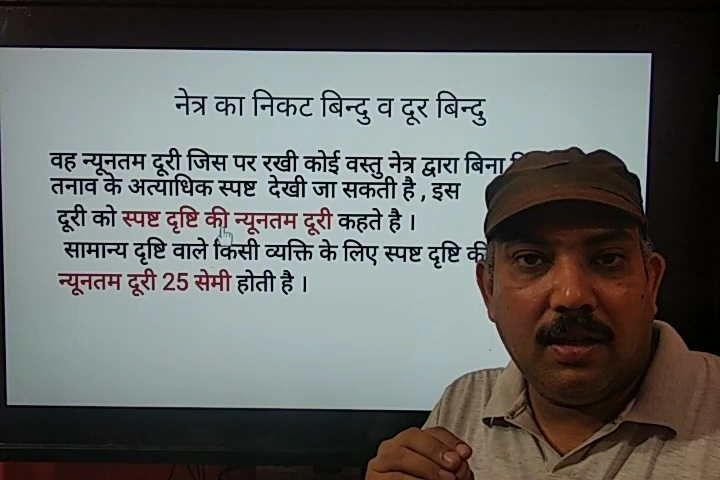 नेत्र का निकट बिन्दु व दूर बिन्दु
वह न्यूनतम दूरी जिस पर रखी कोई वस्तु नेत्र द्वारा बिना
तनाव के अत्याधिक स्पष्ट देखी जा सकती है , इस
दूरी को स्पष्ट दृष्टि की न्यूनतम दूरी कहते है ।
सामान्य दृष्टि वाले किसी व्यक्ति के लिए स्पष्ट दृष्टि की
न्यूनतम दूरी 25 सेमी होती है ।